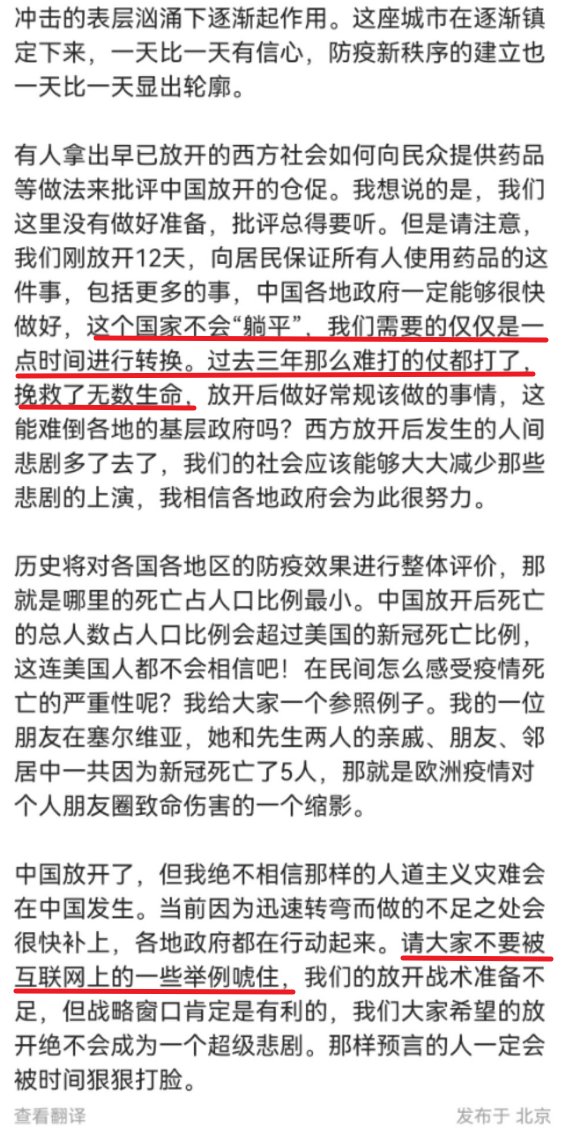 冲击的表层汹涌下逐渐起作用。这座城市在逐渐镇
定下来，一天比一天有信心，防疫新秩序的建立也
一天比一天显出轮廓。
有人拿出早已放开的西方社会如何向民众提供药品
等做法来批评中国放开的仓促。我想说的是，我们
这里没有做好准备，批评总得要听。但是请注意，
我们刚放开12天，向居民保证所有人使用药品的这
件事，包括更多的事，中国各地政府一定能够很快
做好，这个国家不会“躺平”，我们需要的仅仅是一
点时间进行转换。过去三年那么难打的仗都打了，
挽救了无数生命，放开后做好常规该做的事情，这
能难倒各地的基层政府吗？西方放开后发生的人间
悲剧多了去了，我们的社会应该能够大大减少那些
悲剧的上演，我相信各地政府会为此很努力。
历史将对各国各地区的防疫效果进行整体评价，那
就是哪里的死亡占人口比例最小。中国放开后死亡
的总人数占人口比例会超过美国的新冠死亡比例，
这连美国人都不会相信吧！在民间怎么感受疫情死
亡的严重性呢？我给大家一个参照例子。我的一位
朋友在塞尔维亚，她和先生两人的亲戚、朋友、邻
居中一共因为新冠死亡了5人，那就是欧洲疫情对
个人朋友圈致命伤害的一个缩影。
中国放开了，但我绝不相信那样的人道主义灾难会
在中国发生。当前因为迅速转弯而做的不足之处会
很快补上，各地政府都在行动起来。请大家不要被
互联网上的一些举例唬住，我们的放开战术准备不
足，但战略窗口肯定是有利的，我们大家希望的放
开绝不会成为一个超级悲剧。那样预言的人一定会
被时间狠狠打脸。
查看翻译 发布于 北京